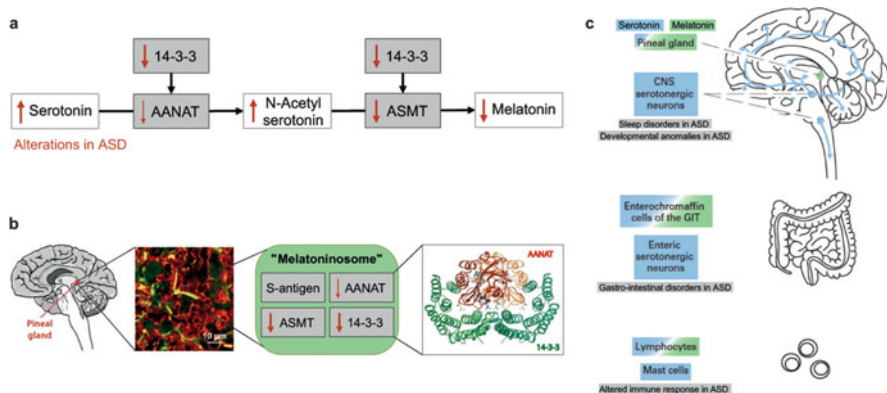 a
14-3-3
14-3-3
Serotonin
AANAT
N-Acetyl
serotonin
ASMT
Melatonin
Alterations in ASD
b
Pineal
gland
10 µm
"Melatoninosome"
S-antigen
AANAT
ASMT
14-3-3
AANAT
14-3-3
c
Serotonin
Melatonin
Pineal gland
CNS
serotonergic
neurons
Sleep disorders in ASD
Developmental anomalies in ASD
Enterochromaffin
cells of the GIT
Enteric
serotonergic
neurons
Gastro-intestinal disorders in ASD
Lymphocytes
Mast cells
Altered immune response in ASD